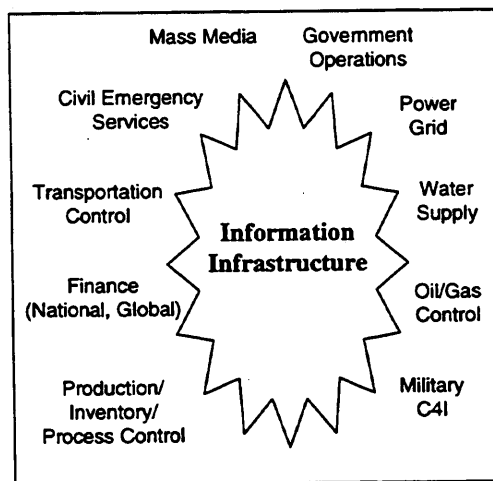 Mass Media
Government
Operations
Civil Emergency
Services
Power
Grid
Transportation
Control
Water
Supply
Information
Infrastructure
Finance
(National, Global)
Oil/Gas
Control
Production/
Inventory/
Process Control
Military
C4I